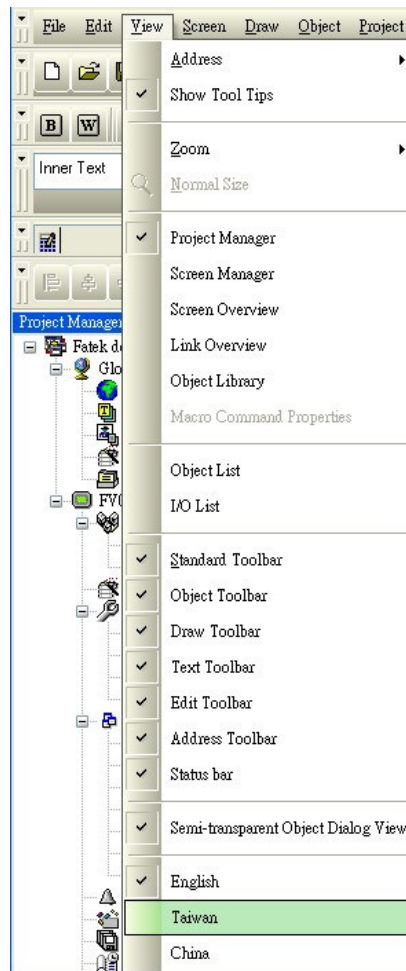 File Edit View Screen Draw Object Project
Address
Show Tool Tips
Zoom
Normal Size
B W
Inner Text
Project Manager
Screen Manager
Screen Overview
Link Overview
Object Library
Macro Command Properties
Object List
I/O List
Standard Toolbar
Object Toolbar
Draw Toolbar
Text Toolbar
Edit Toolbar
Address Toolbar
Status bar
Semi-transparent Object Dialog View
English
Taiwan
China
Project Manager
Fatek